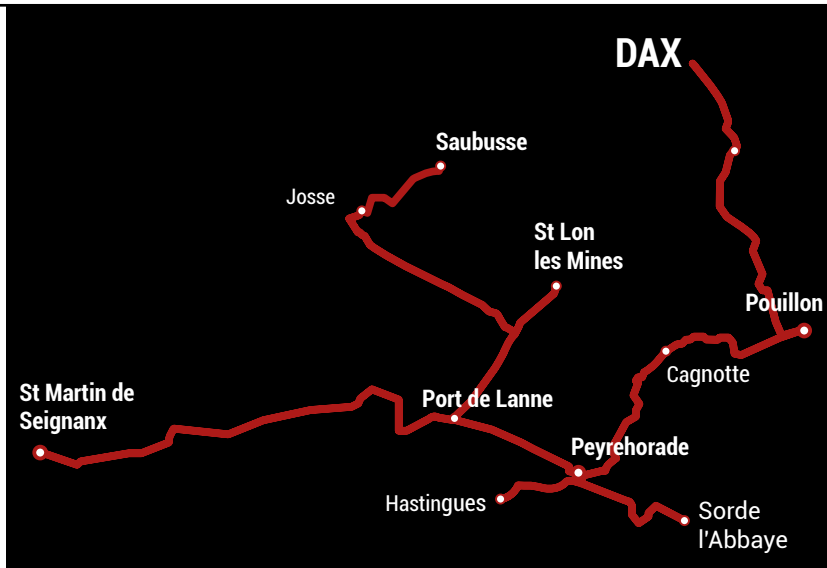 DAX
Saubusse
Josse
St Lon
les Mines
Pouillon
Cagnotte
St Martin de
Seignanx
Port de Lanne
Peyrehorade
Hastingues
Sorde
l'Abbaye